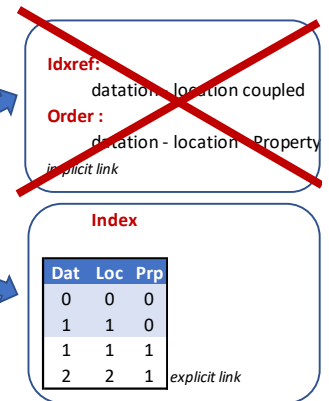 Idxref:
datation - location coupled
Order :
datation - location - Property
implicit link
Index
Dat Loc Prp
0 0 0
1 1 0
1 1 1
2 2 1 explicit link